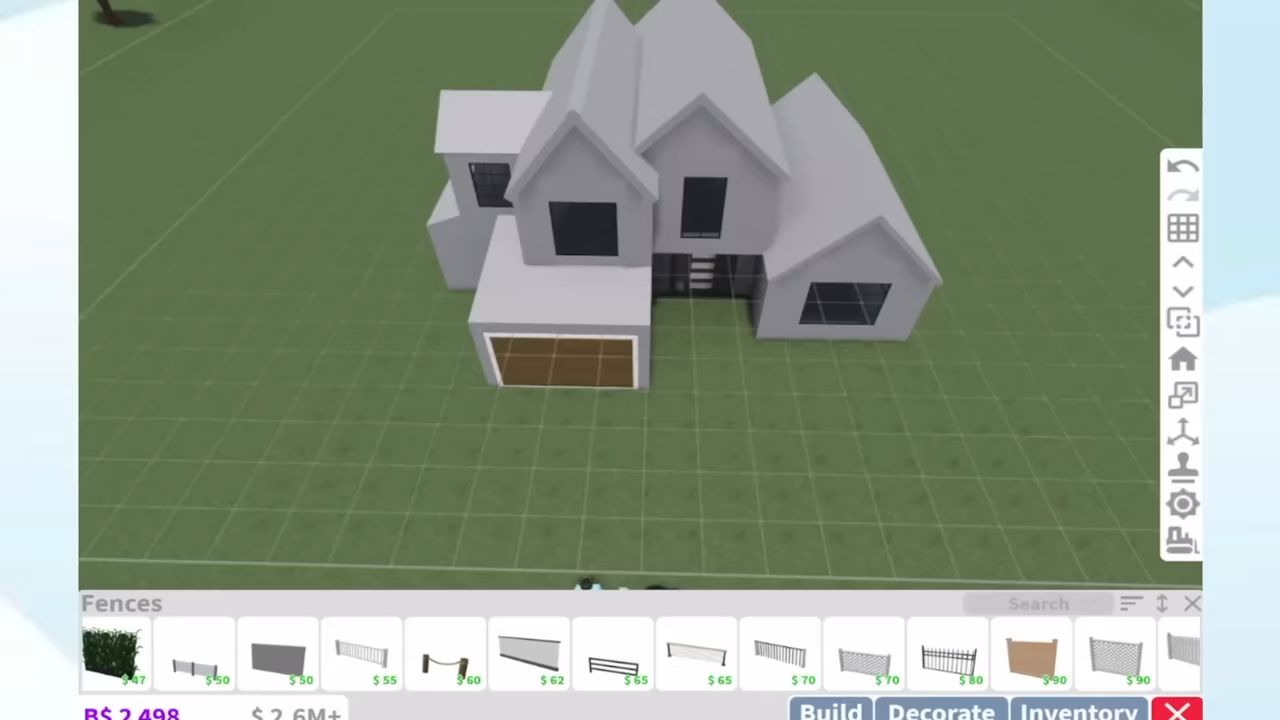 Fences
Search
$47
$50
$50
$55
$60
$62
$65
$65
$70
$70
$80
$90
$90
B$ 2,498
$ 2.6M+
Build
Decorate
Inventory